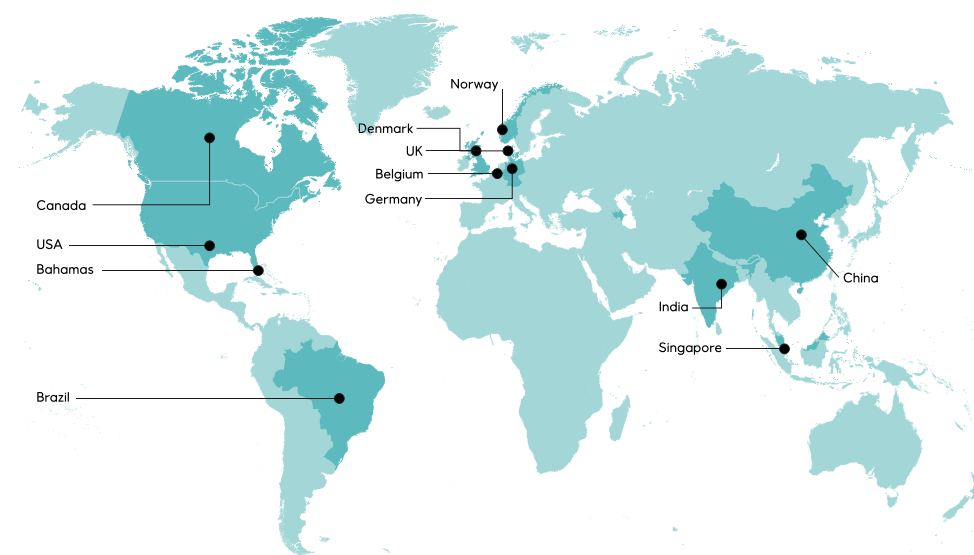 Norway
Denmark
UK
Belgium
Germany
Canada
USA
Bahamas
China
India
Singapore
Brazil